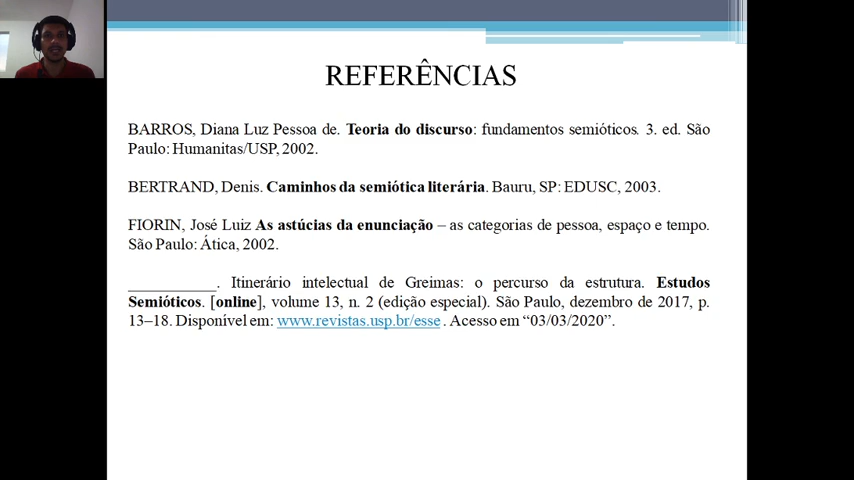 REFERÊNCIAS
BARROS, Diana Luz Pessoa de. Teoria do discurso: fundamentos semióticos. 3. ed. São
Paulo: Humanitas/USP, 2002.
BERTRAND, Denis. Caminhos da semiótica literária. Bauru, SP: EDUSC, 2003.
FIORIN, José Luiz As astúcias da enunciação – as categorias de pessoa, espaço e tempo.
São Paulo: Ática, 2002.
___________. Itinerário intelectual de Greimas: o percurso da estrutura. Estudos
Semióticos. [online], volume 13, n. 2 (edição especial). São Paulo, dezembro de 2017, p.
13–18. Disponível em: www.revistas.usp.br/esse . Acesso em “03/03/2020”.